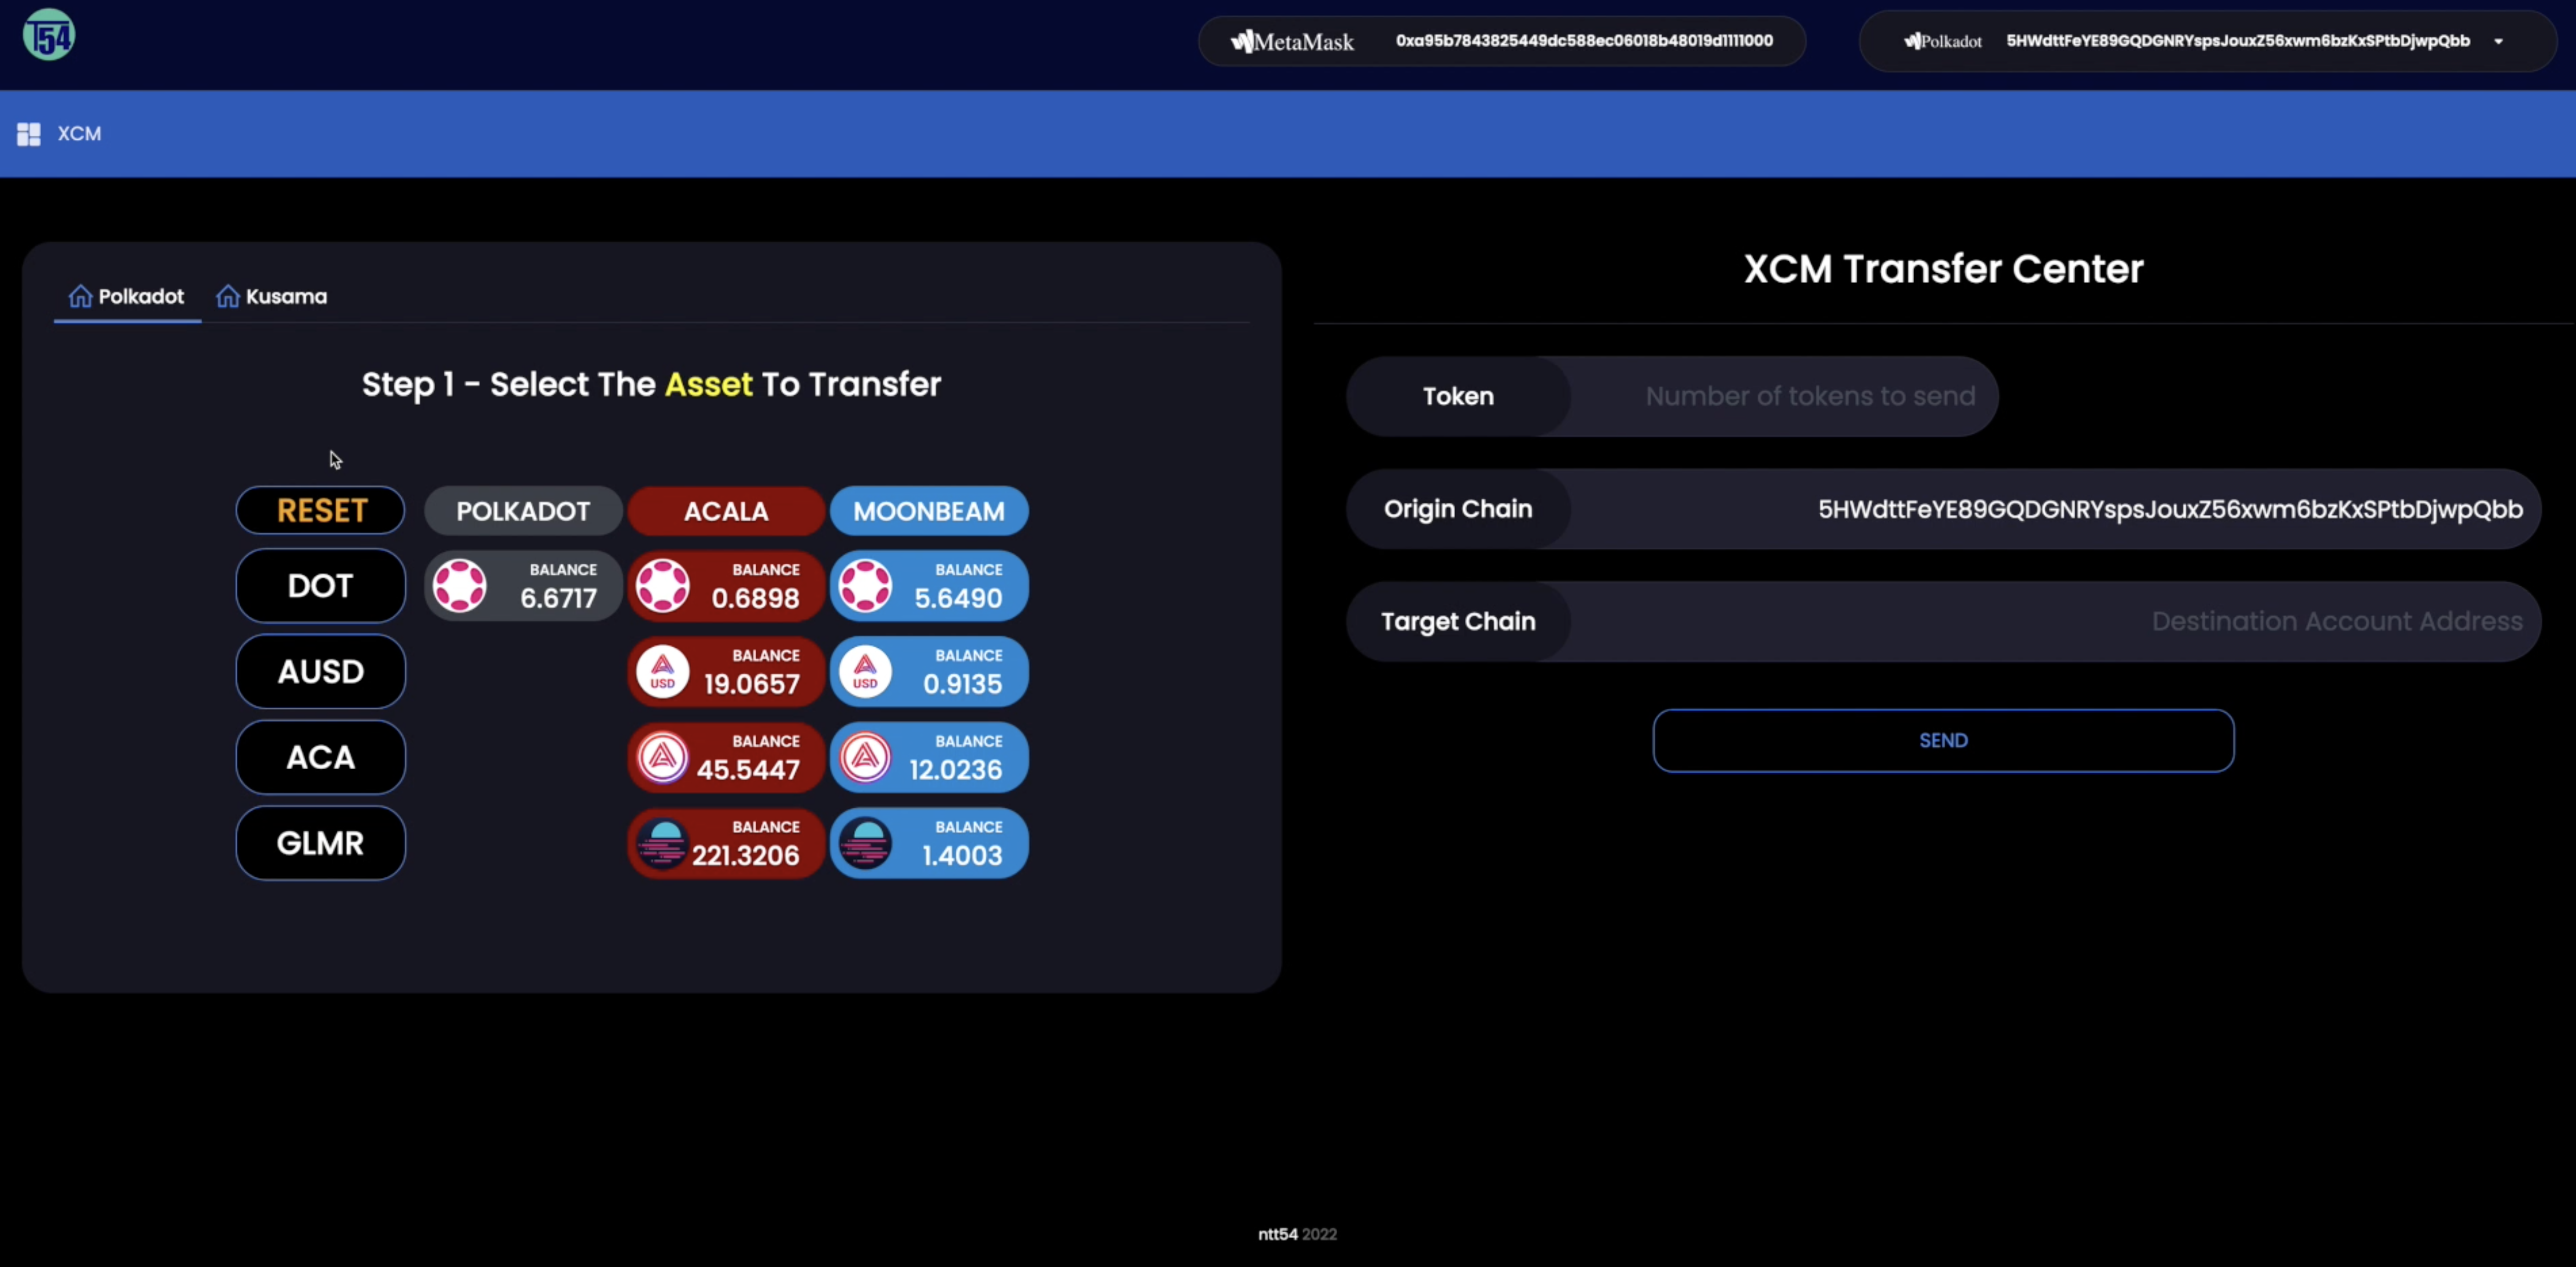 T54
MetaMask 0xa95b7843825449dc588ec06018b48019d1111000
Polkadot 5HWdttFeYE89GQDGNRYspsJouxZ56xwm6bzKxSPtbDjwpQbb
XCM
Polkadot Kusama
Step 1 - Select The Asset To Transfer
RESET POLKADOT ACALA MOONBEAM
DOT
BALANCE
6.6717
BALANCE
0.6898
BALANCE
5.6490
AUSD
USD
BALANCE
19.0657
USD
BALANCE
0.9135
ACA
BALANCE
45.5447
BALANCE
12.0236
GLMR
BALANCE
221.3206
BALANCE
1.4003
XCM Transfer Center
Token Number of tokens to send
Origin Chain 5HWdttFeYE89GQDGNRYspsJouxZ56xwm6bzKxSPtbDjwpQbb
Target Chain Destination Account Address
SEND
ntt54 2022